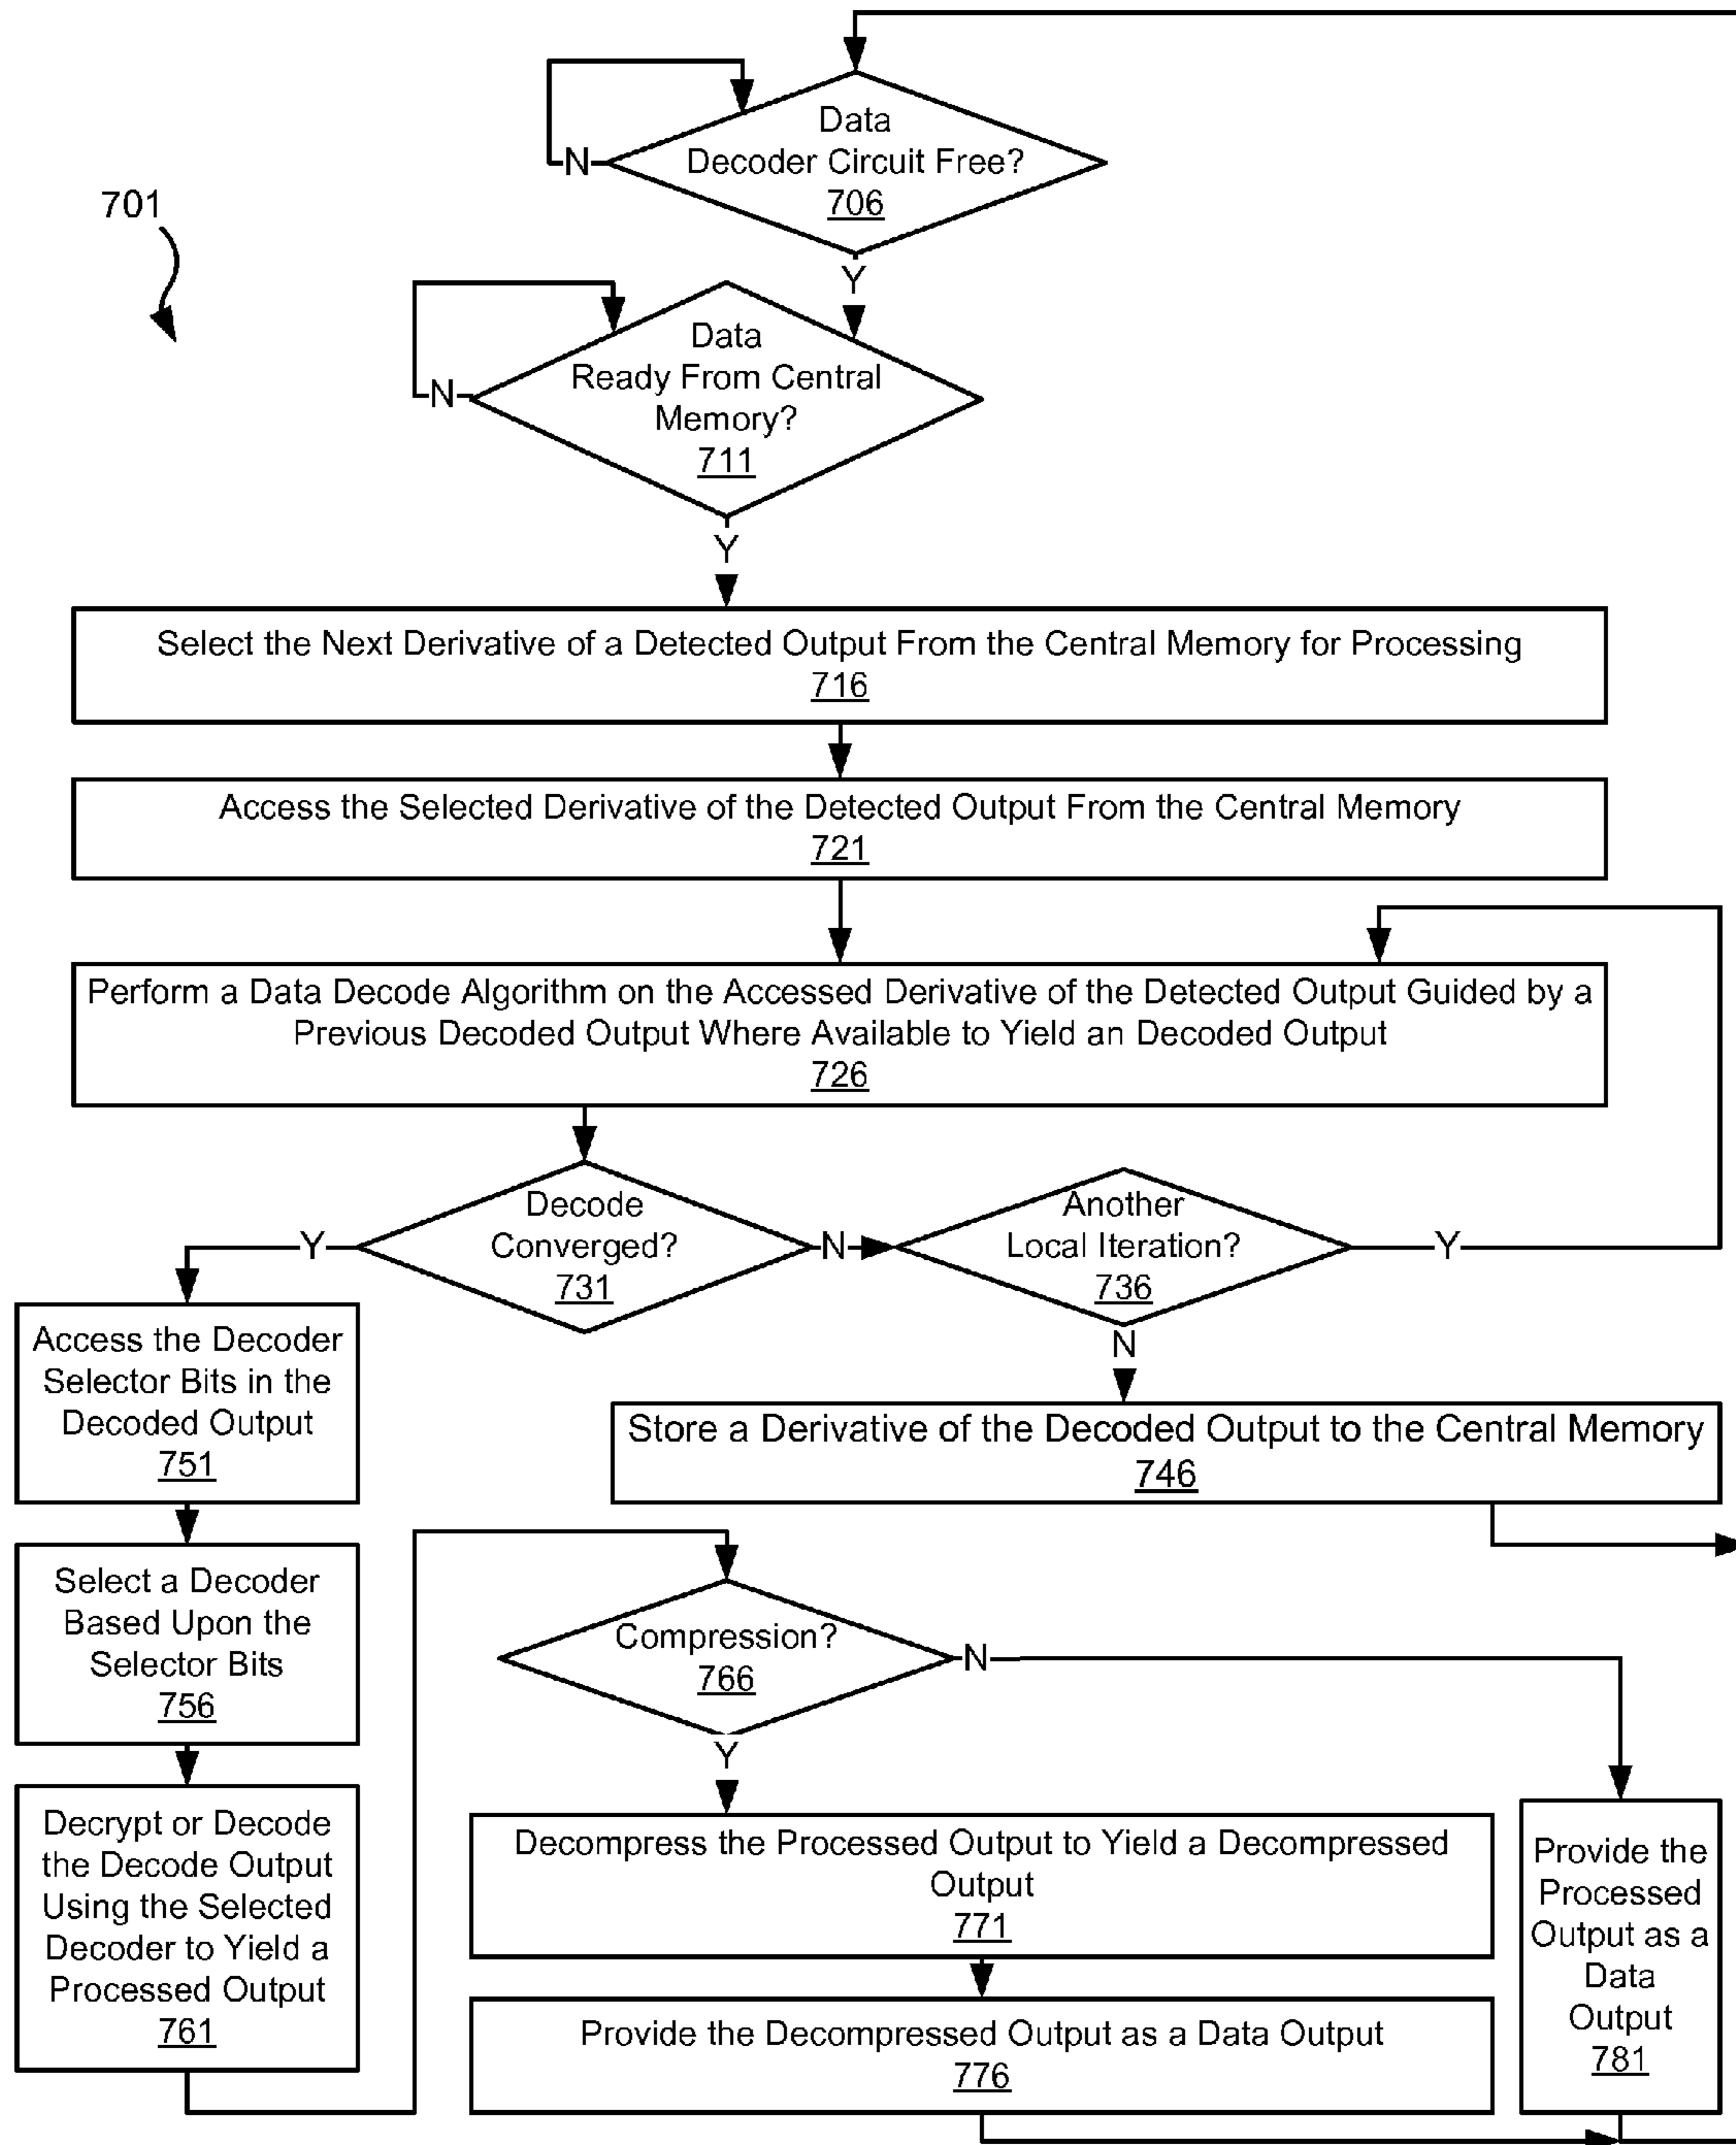 Data
Decoder Circuit Free?
706
N
701
Y
Data
Ready From Central
Memory?
711
N
Y
Select the Next Derivative of a Detected Output From the Central Memory for Processing
716
Access the Selected Derivative of the Detected Output From the Central Memory
721
Perform a Data Decode Algorithm on the Accessed Derivative of the Detected Output Guided by a
Previous Decoded Output Where Available to Yield an Decoded Output
726
Y
Decode
Converged?
731
N
Another
Local Iteration?
736
Y
N
Access the Decoder
Selector Bits in the
Decoded Output
751
Store a Derivative of the Decoded Output to the Central Memory
746
Select a Decoder
Based Upon the
Selector Bits
756
Compression?
766
N
Y
Decrypt or Decode
the Decode Output
Using the Selected
Decoder to Yield a
Processed Output
761
Decompress the Processed Output to Yield a Decompressed
Output
771
Provide the Decompressed Output as a Data Output
776
Provide the
Processed
Output as a
Data
Output
781